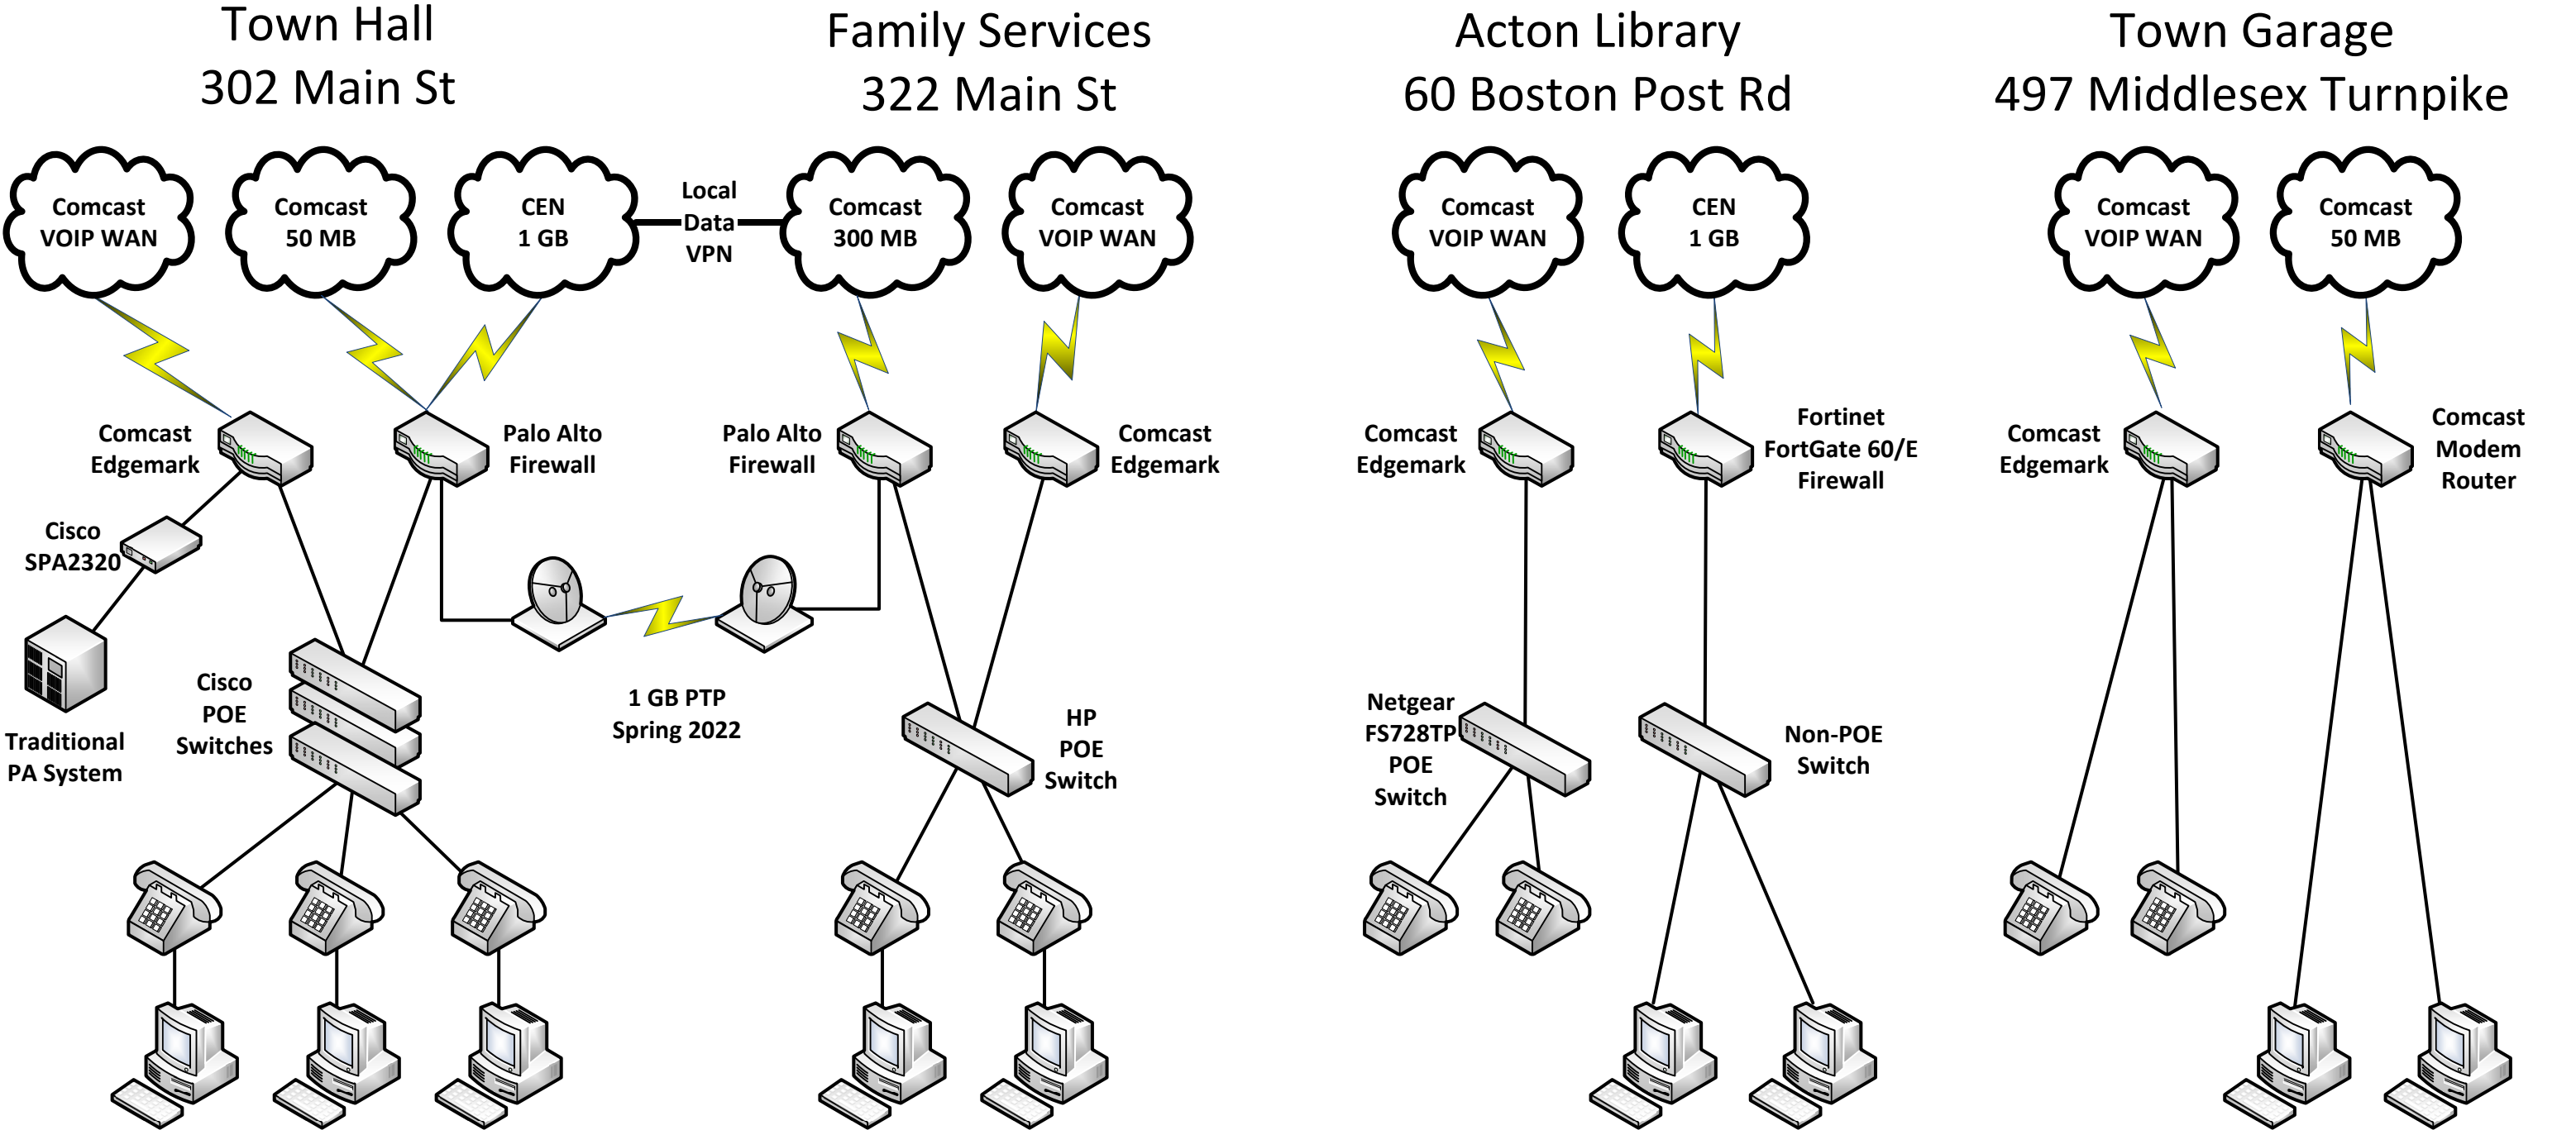 Town Hall
302 Main St
Family Services
322 Main St
Acton Library
60 Boston Post Rd
Town Garage
497 Middlesex Turnpike
Comcast
VOIP WAN
Comcast
50 MB
CEN
1 GB
Local
Data
VPN
Comcast
300 MB
Comcast
VOIP WAN
Comcast
VOIP WAN
CEN
1 GB
Comcast
VOIP WAN
Comcast
50 MB
Comcast
Edgemark
Palo Alto
Firewall
Palo Alto
Firewall
Comcast
Edgemark
Comcast
Edgemark
Fortinet
FortGate 60/E
Firewall
Comcast
Edgemark
Comcast
Modem
Router
Cisco
SPA2320
Traditional
PA System
Cisco
POE
Switches
1 GB PTP
Spring 2022
HP
POE
Switch
Netgear
FS728TP
POE
Switch
Non-POE
Switch